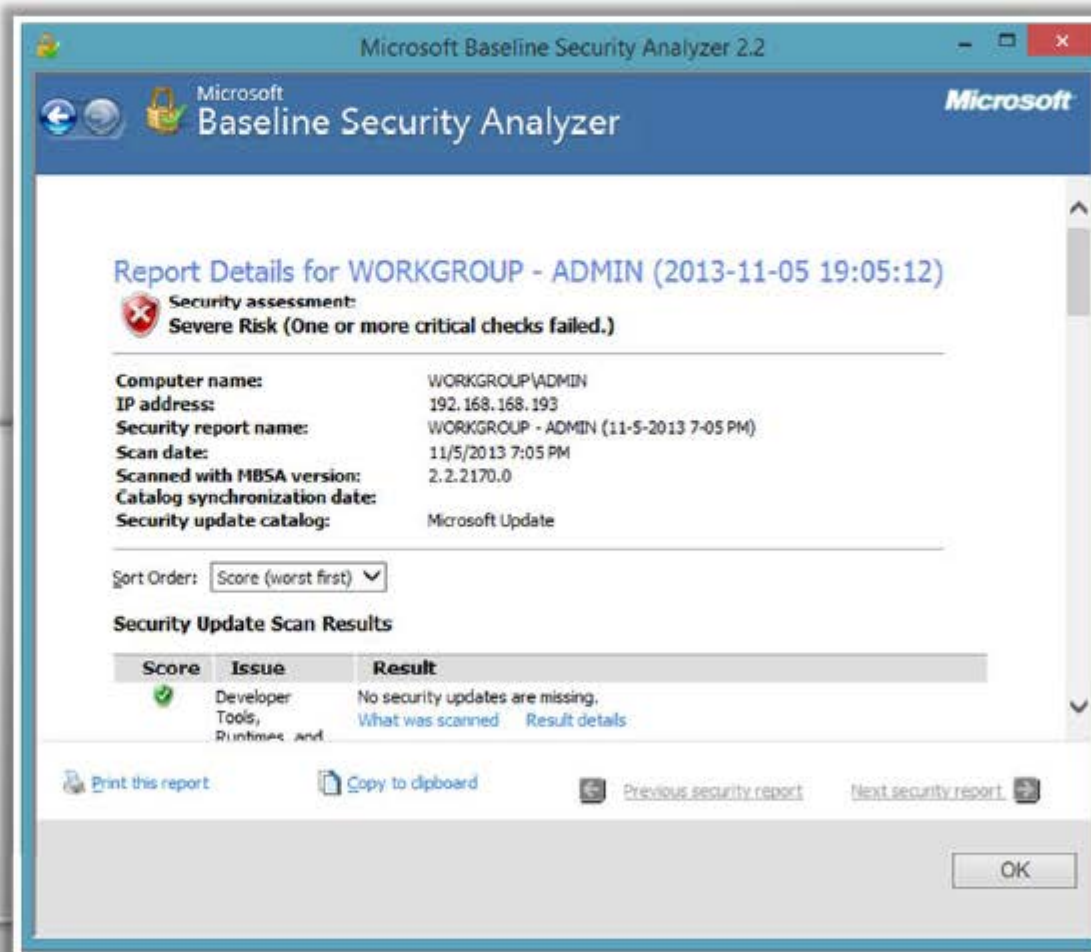 Microsoft Baseline Security Analyzer 2.2
Microsoft
Baseline Security Analyzer
Microsoft
Report Details for WORKGROUP - ADMIN (2013-11-05 19:05:12)
Security assessment:
Severe Risk (One or more critical checks failed.)
Computer name: WORKGROUP\ADMIN
IP address: 192.168.168.193
Security report name: WORKGROUP - ADMIN (11-5-2013 7-05 PM)
Scan date: 11/5/2013 7:05 PM
Scanned with MBSA version: 2.2.2170.0
Catalog synchronization date:
Security update catalog: Microsoft Update
Sort Order: Score (worst first)
Security Update Scan Results
Score Issue Result
Developer No security updates are missing.
Tools, What was scanned Result details
Runtimes, and
Print this report Copy to clipboard Previous security report Next security report
OK